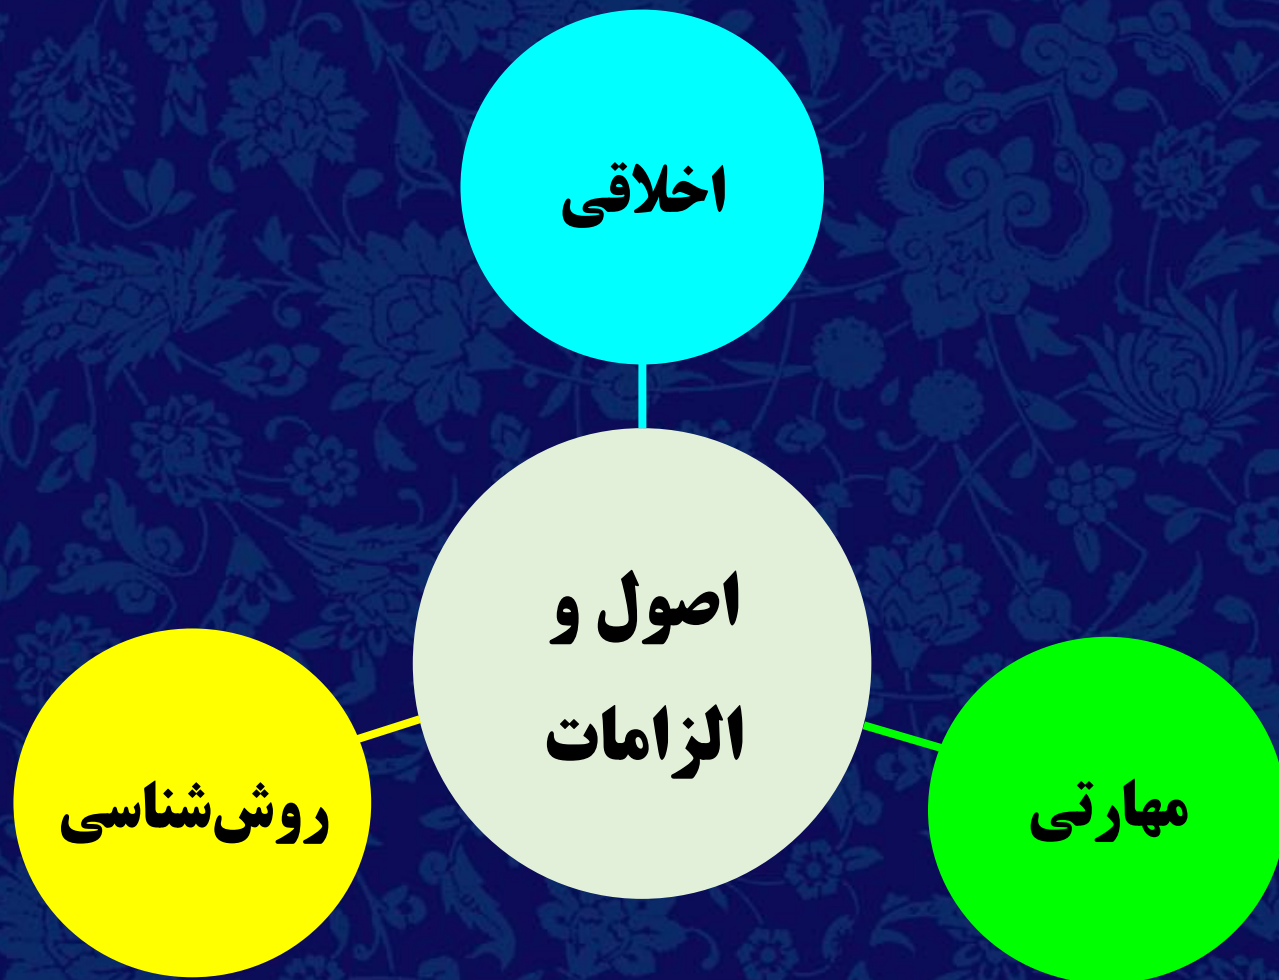 اخلاقی
اصول و
الزامات
مهارتی
روش‌شناسی